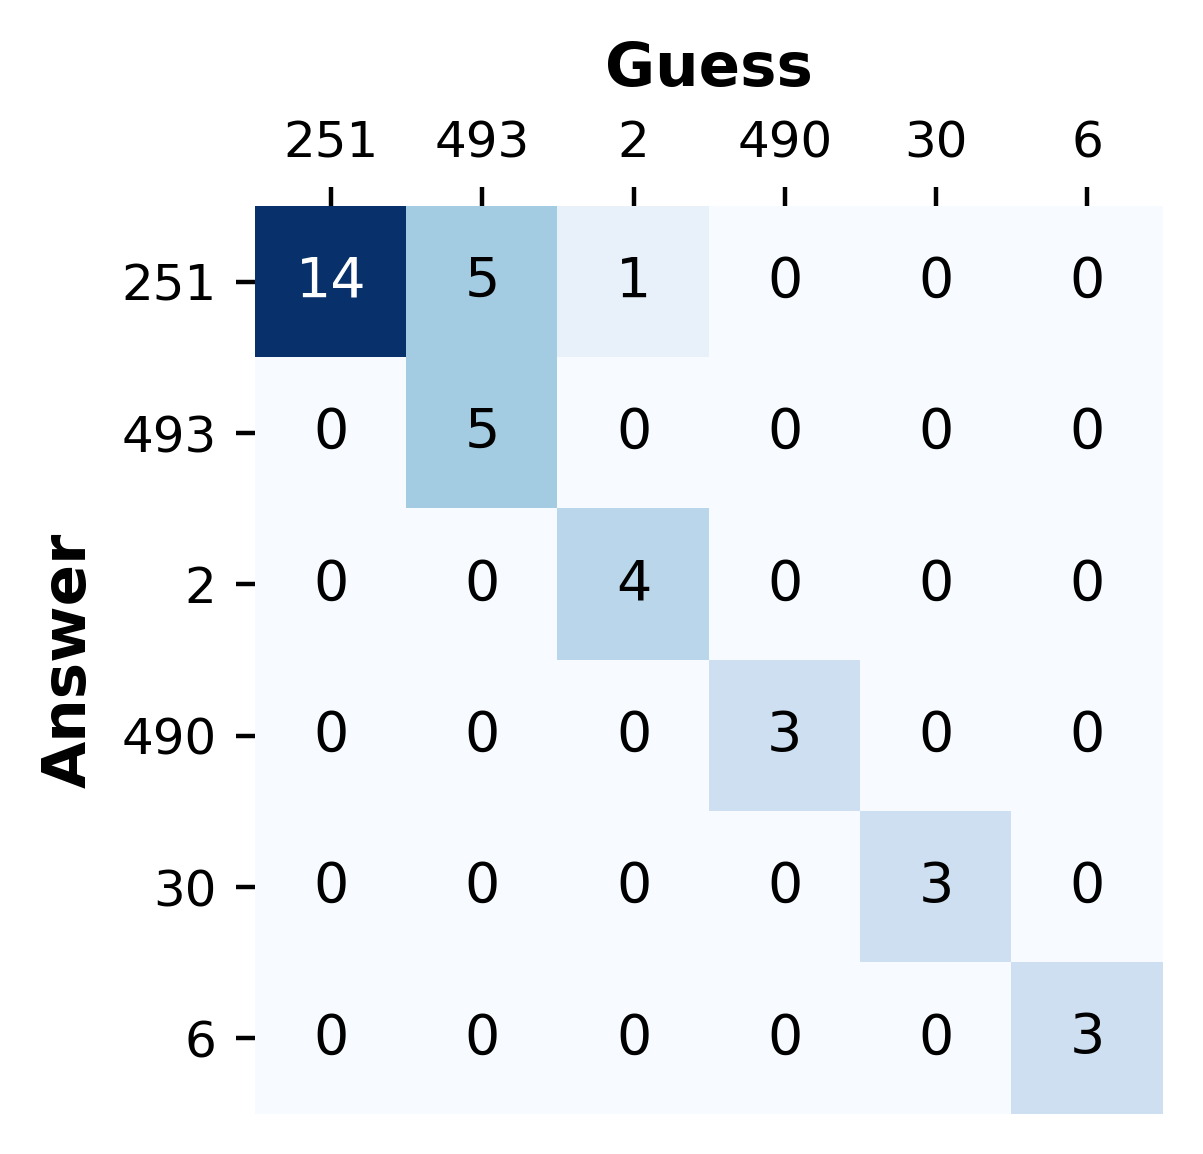 Guess
251 493 2 490 30 6
251 14 5 1 0 0 0
493 0 5 0 0 0 0
2 0 0 4 0 0 0
Answer
490 0 0 0 3 0 0
30 0 0 0 0 3 0
6 0 0 0 0 0 3